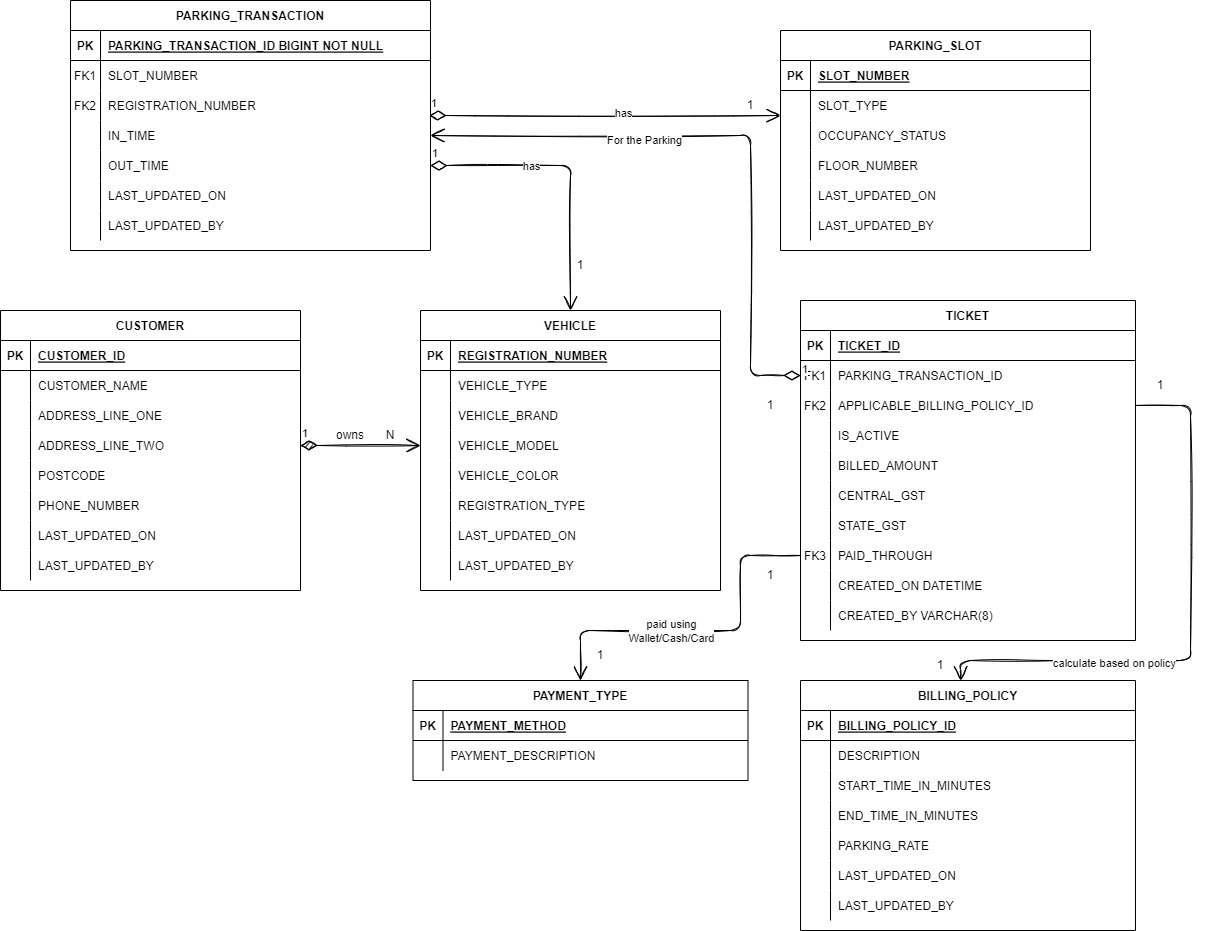 PARKING_TRANSACTION
PK PARKING_TRANSACTION_ID BIGINT NOT NULL
FK1 SLOT_NUMBER
FK2 REGISTRATION_NUMBER
IN_TIME
OUT_TIME
LAST_UPDATED_ON
LAST_UPDATED_BY
1 has 1
For the Parking
1 has
1
PARKING_SLOT
PK SLOT_NUMBER
SLOT_TYPE
OCCUPANCY_STATUS
FLOOR_NUMBER
LAST_UPDATED_ON
LAST_UPDATED_BY
CUSTOMER
PK CUSTOMER_ID
CUSTOMER_NAME
ADDRESS_LINE_ONE
ADDRESS_LINE_TWO
POSTCODE
PHONE_NUMBER
LAST_UPDATED_ON
LAST_UPDATED_BY
1 owns N
VEHICLE
PK REGISTRATION_NUMBER
VEHICLE_TYPE
VEHICLE_BRAND
VEHICLE_MODEL
VEHICLE_COLOR
REGISTRATION_TYPE
LAST_UPDATED_ON
LAST_UPDATED_BY
TICKET
PK TICKET_ID
1 FK1 PARKING_TRANSACTION_ID
1
FK2 APPLICABLE_BILLING_POLICY_ID
IS_ACTIVE
BILLED_AMOUNT
CENTRAL_GST
STATE_GST
FK3 PAID_THROUGH
CREATED_ON DATETIME
CREATED_BY VARCHAR(8)
1
1
paid using
Wallet/Cash/Card
1
1
calculate based on policy
PAYMENT_TYPE
PK PAYMENT_METHOD
PAYMENT_DESCRIPTION
BILLING_POLICY
PK BILLING_POLICY_ID
DESCRIPTION
START_TIME_IN_MINUTES
END_TIME_IN_MINUTES
PARKING_RATE
LAST_UPDATED_ON
LAST_UPDATED_BY